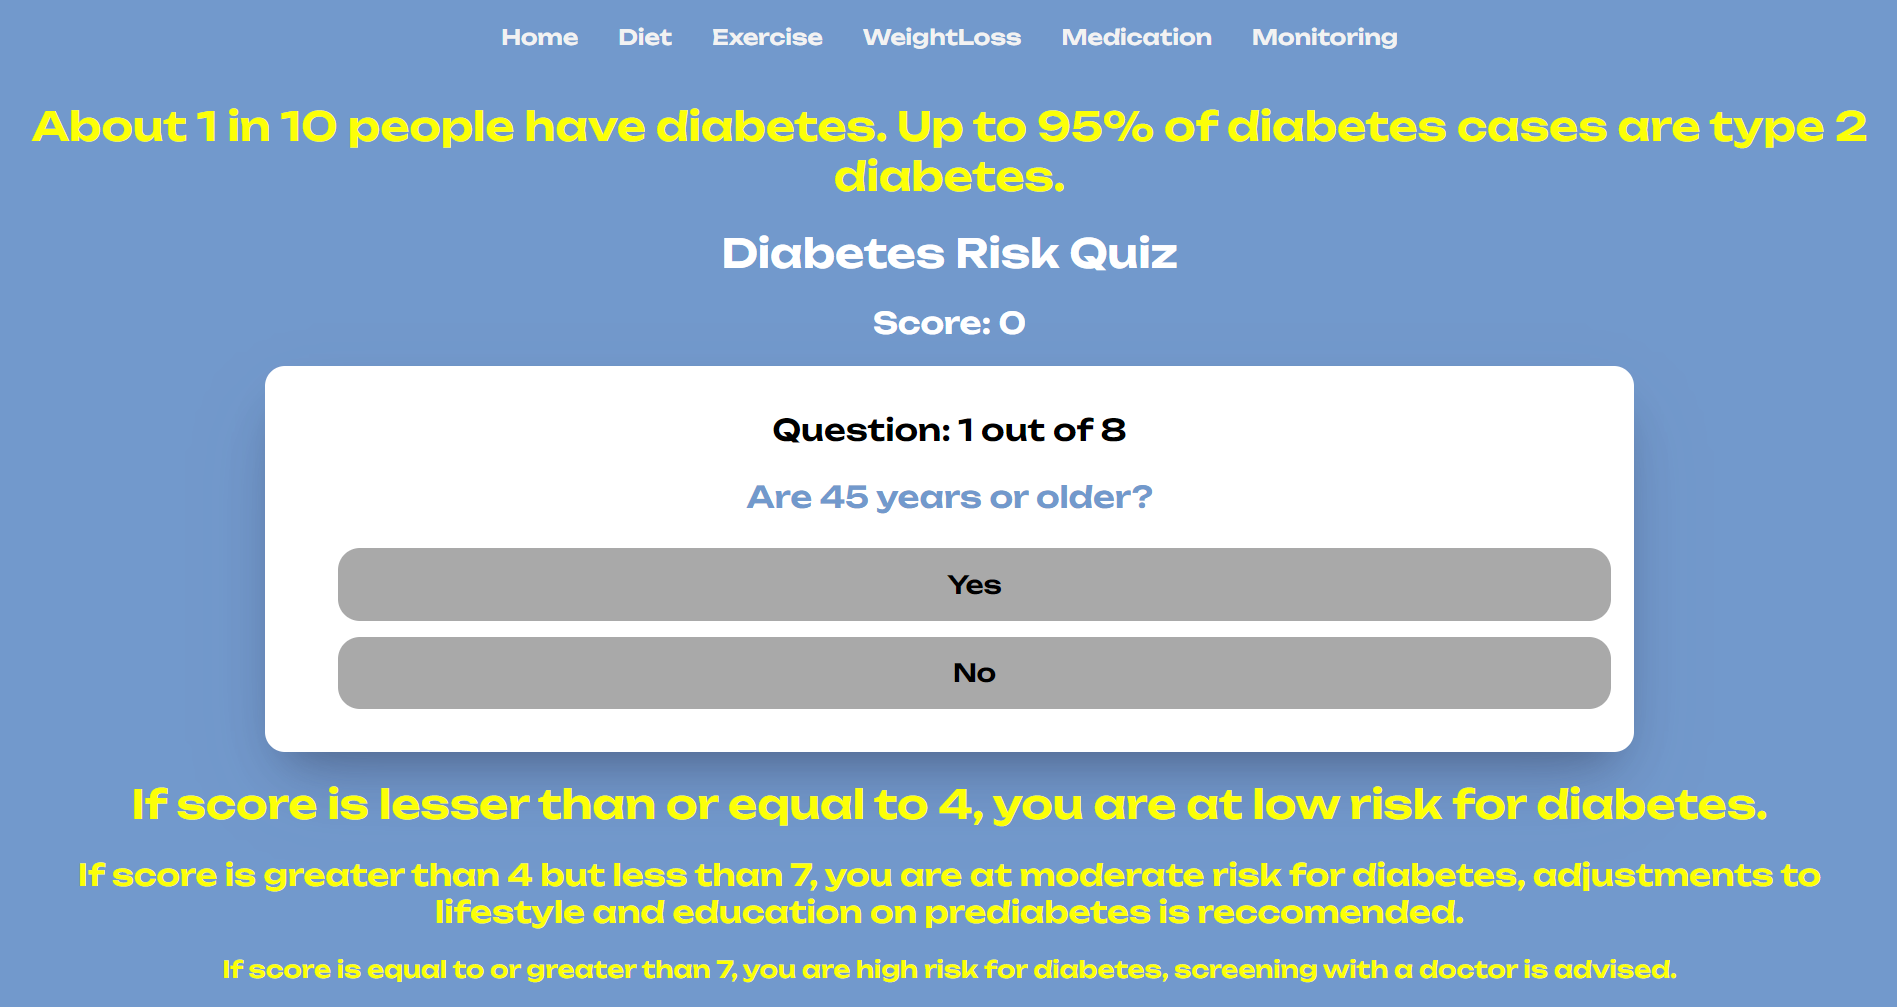 Home Diet Exercise WeightLoss Medication Monitoring
About 1 in 10 people have diabetes. Up to 95% of diabetes cases are type 2
diabetes.
Diabetes Risk Quiz
Score: 0
Question: 1 out of 8
Are 45 years or older?
Yes
No
If score is lesser than or equal to 4, you are at low risk for diabetes.
If score is greater than 4 but less than 7, you are at moderate risk for diabetes, adjustments to
lifestyle and education on prediabetes is reccomended.
If score is equal to or greater than 7, you are high risk for diabetes, screening with a doctor is advised.